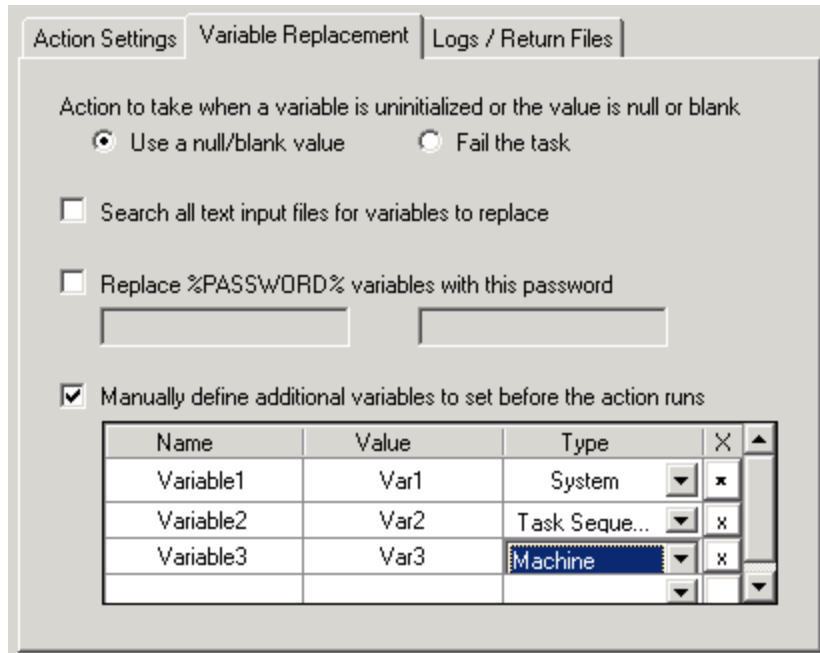 Action Settings Variable Replacement Logs / Return Files
Action to take when a variable is uninitialized or the value is null or blank
Use a null/blank value Fail the task
Search all text input files for variables to replace
Replace %PASSWORD% variables with this password
Manually define additional variables to set before the action runs
Name Value Type X
Variable1 Var1 System x
Variable2 Var2 Task Seque... x
Variable3 Var3 Machine x